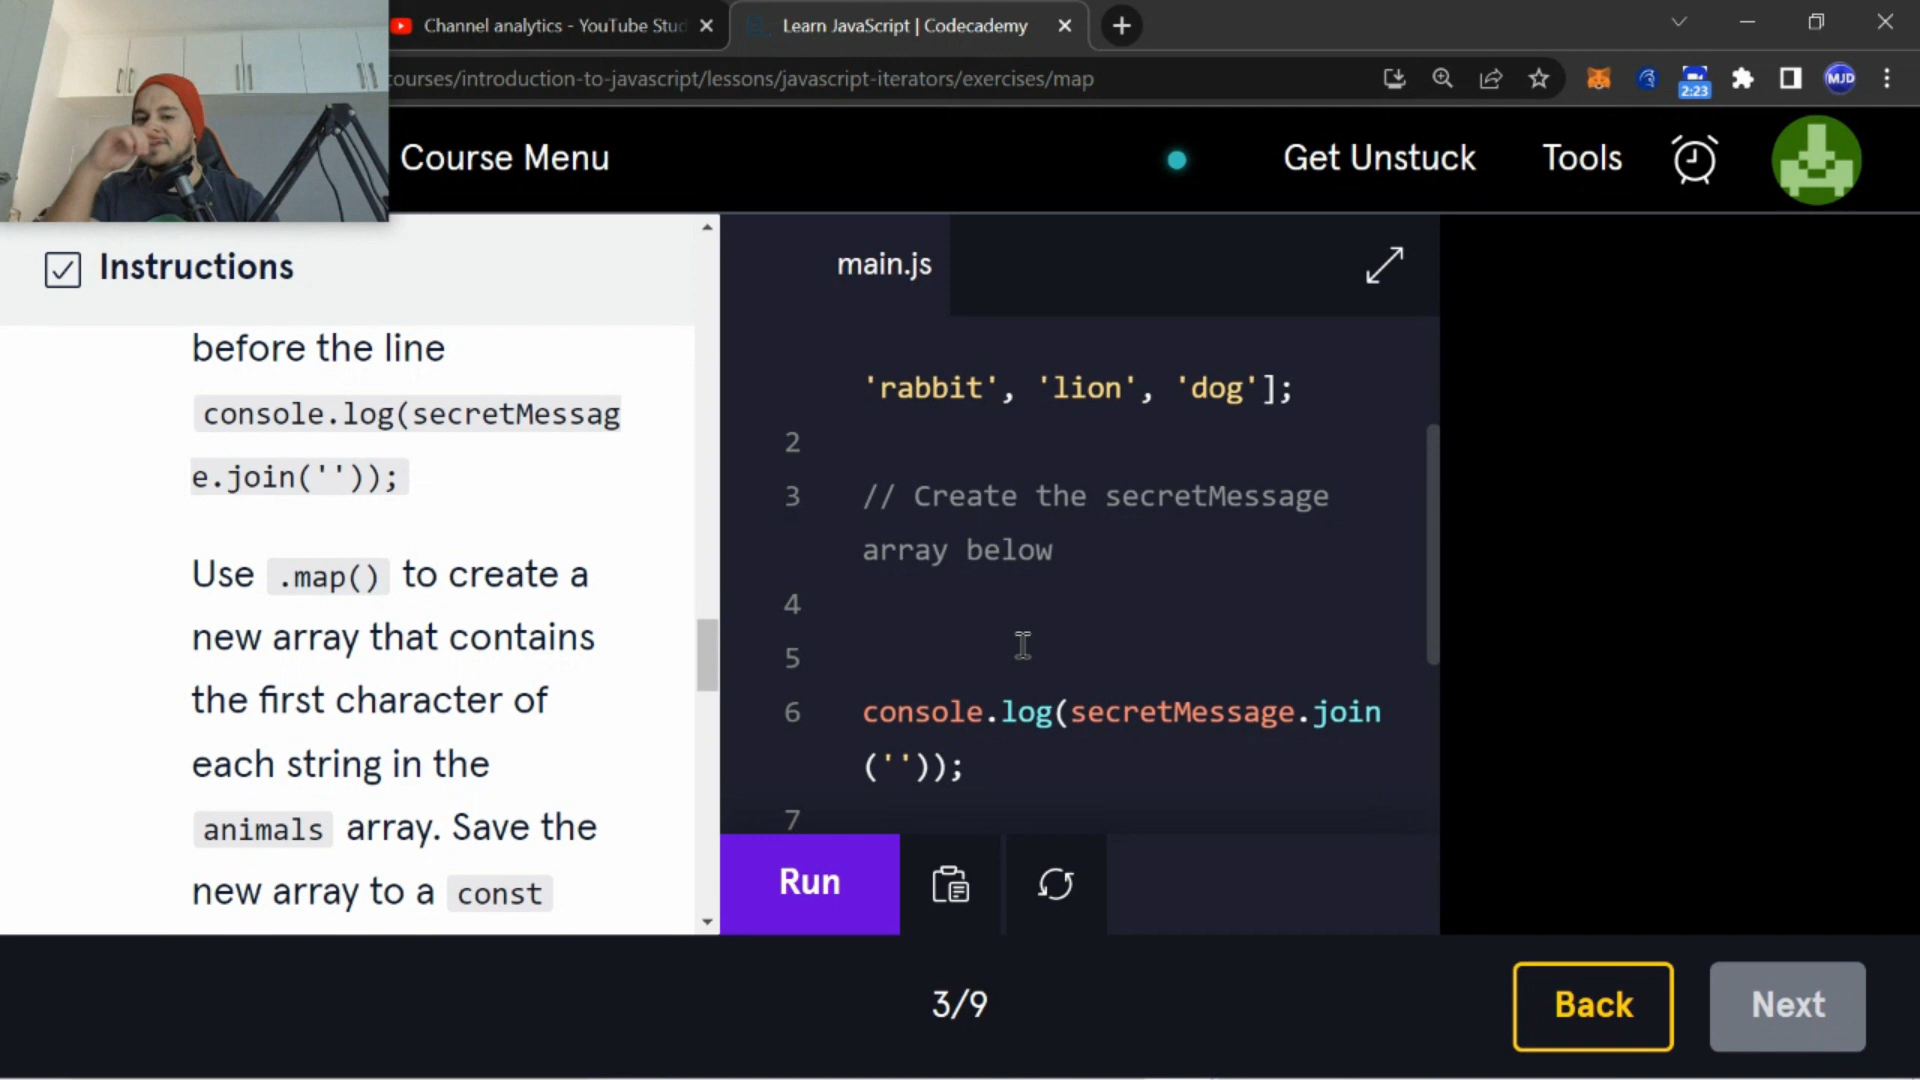 Channel analytics - YouTube Stud
Learn JavaScript | Codecademy
courses/introduction-to-javascript/lessons/javascript-iterators/exercises/map
2:23
MJD
Course Menu
Get Unstuck
Tools
Instructions
before the line
console.log(secretMessag
e.join(''));
Use .map() to create a
new array that contains
the first character of
each string in the
animals array. Save the
new array to a const
main.js
'rabbit', 'lion', 'dog'];
2
3 // Create the secretMessage
array below
4
5
6 console.log(secretMessage.join
(''));
7
Run
3/9
Back
Next